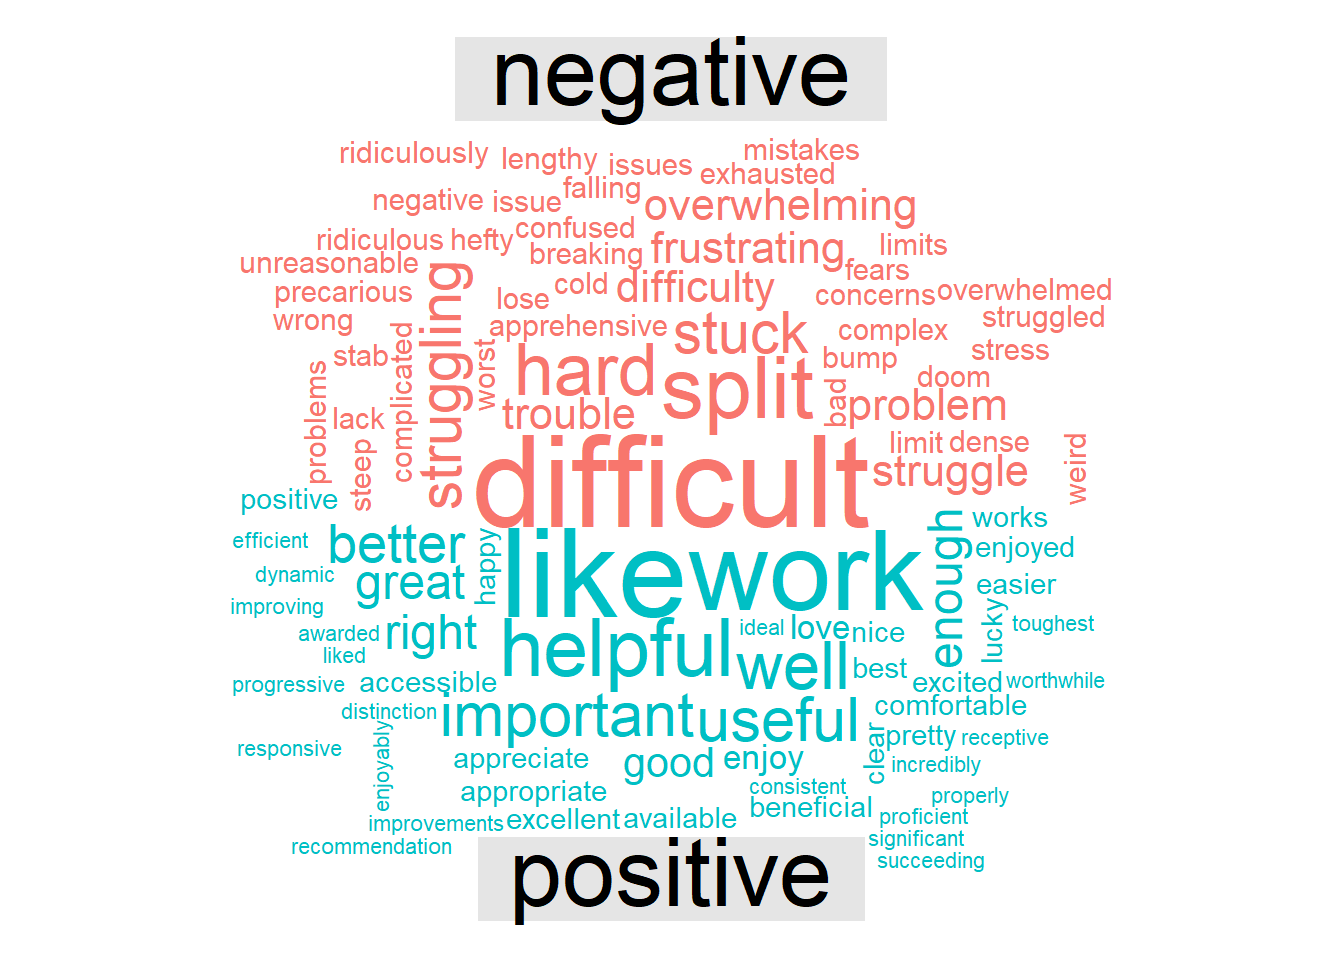 negative
ridiculously lengthy issues mistakes
exhausted
negative issue falling overwhelming
ridiculous hefty confused
breaking frustrating limits
unreasonable fears
precarious lose cold difficulty concerns overwhelmed
wrong apprehensive stuck complex struggled
stab complicated struggling worst hard split bump stress
problems lack trouble bad problem doom
steep difficult limit dense
struggle weird
positive works
efficient better happy likework enough enjoyed
dynamic great easier
improving
awarded right helpful ideal love nice lucky toughest
liked well best
progressive accessible excited worthwhile
distinction important useful comfortable
responsive enjoyably appreciate good enjoy clear pretty receptive
incredibly
appropriate consistent properly
improvements excellent available beneficial proficient
recommendation significant
succeeding
positive